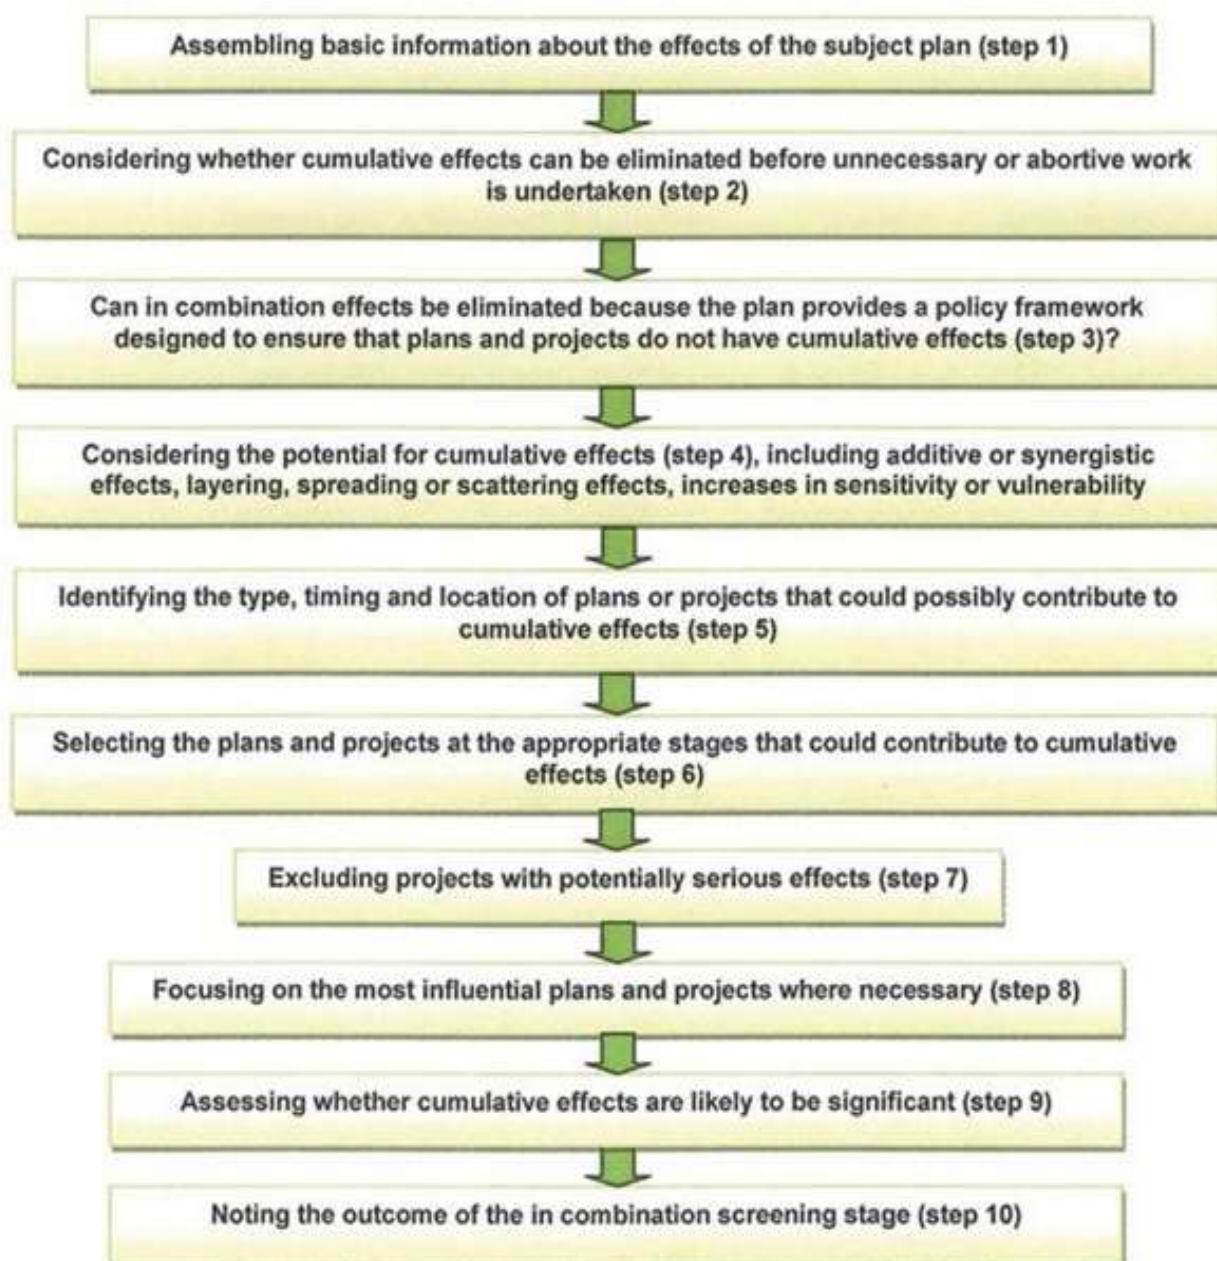 Assembling basic information about the effects of the subject plan (step 1)
Considering whether cumulative effects can be eliminated before unnecessary or abortive work
is undertaken (step 2)
Can in combination effects be eliminated because the plan provides a policy framework
designed to ensure that plans and projects do not have cumulative effects (step 3)?
Considering the potential for cumulative effects (step 4), including additive or synergistic
effects, layering, spreading or scattering effects, increases in sensitivity or vulnerability
Identifying the type, timing and location of plans or projects that could possibly contribute to
cumulative effects (step 5)
Selecting the plans and projects at the appropriate stages that could contribute to cumulative
effects (step 6)
Excluding projects with potentially serious effects (step 7)
Focusing on the most influential plans and projects where necessary (step 8)
Assessing whether cumulative effects are likely to be significant (step 9)
Noting the outcome of the in combination screening stage (step 10)